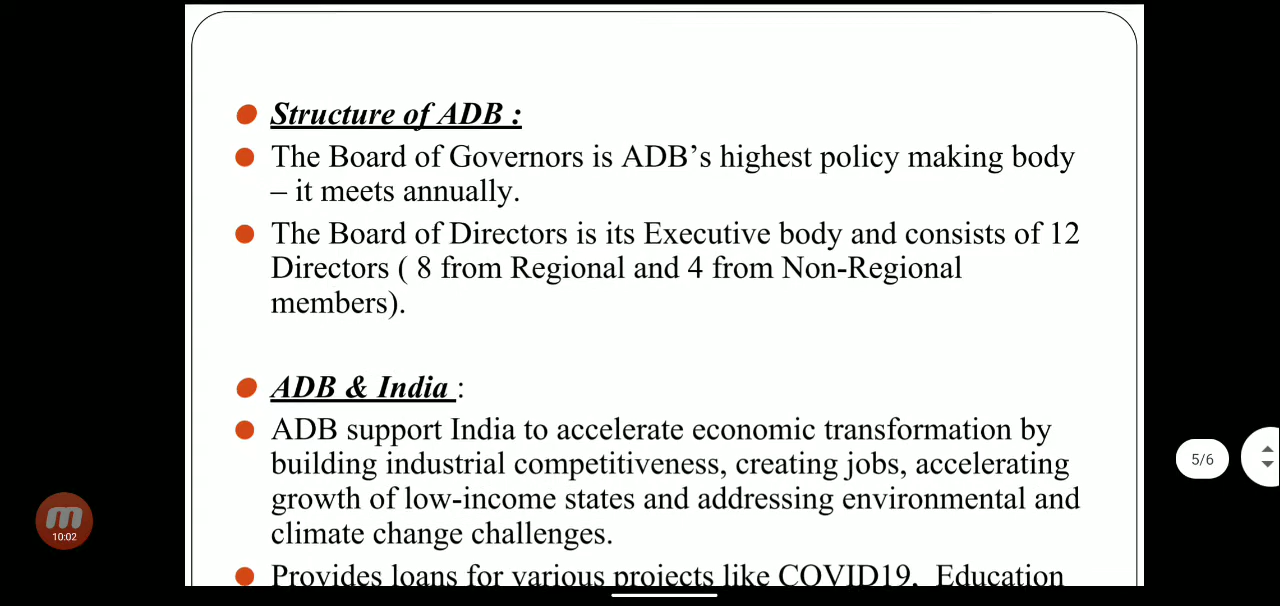 Structure of ADB :
The Board of Governors is ADB’s highest policy making body
– it meets annually.
The Board of Directors is its Executive body and consists of 12
Directors ( 8 from Regional and 4 from Non-Regional
members).
ADB & India :
ADB support India to accelerate economic transformation by
building industrial competitiveness, creating jobs, accelerating
growth of low-income states and addressing environmental and
climate change challenges.
Provides loans for various projects like COVID19, Education
5/6
10:02